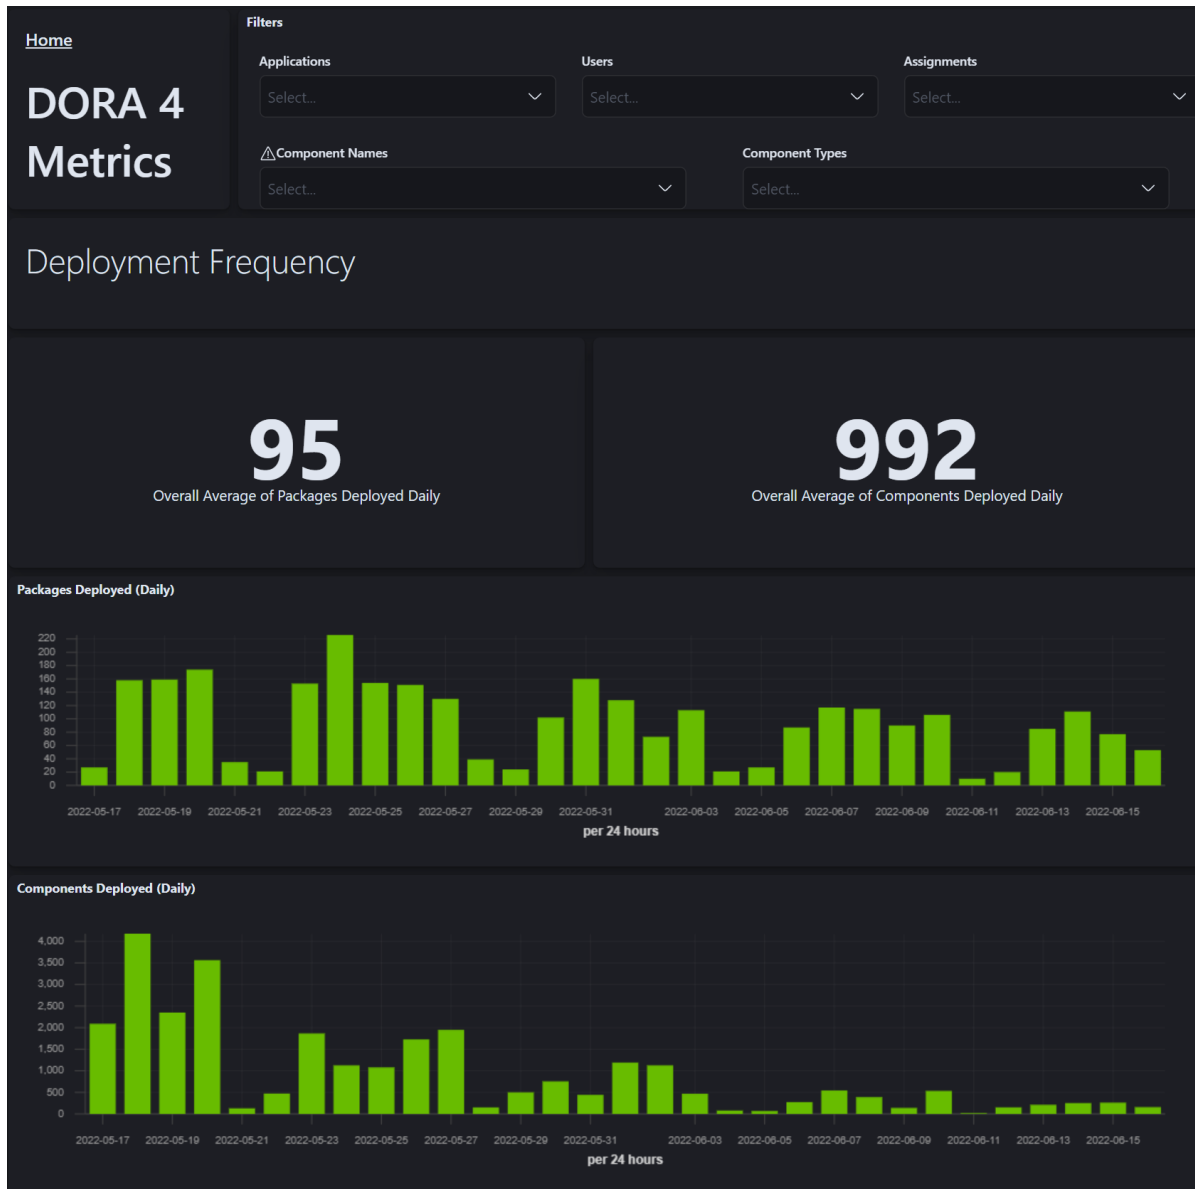 Home
DORA 4
Metrics
Filters
Applications
Users
Assignments
Select...
Select...
Select...
⚠Component Names
Component Types
Select...
Select...
Deployment Frequency
95
Overall Average of Packages Deployed Daily
992
Overall Average of Components Deployed Daily
Packages Deployed (Daily)
220
200
180
160
140
120
100
80
60
40
20
0
2022-05-17 2022-05-19 2022-05-21 2022-05-23 2022-05-25 2022-05-27 2022-05-29 2022-05-31 2022-06-03 2022-06-05 2022-06-07 2022-06-09 2022-06-11 2022-06-13 2022-06-15
per 24 hours
Components Deployed (Daily)
4,000
3,500
3,000
2,500
2,000
1,500
1,000
500
0
2022-05-17 2022-05-19 2022-05-21 2022-05-23 2022-05-25 2022-05-27 2022-05-29 2022-05-31 2022-06-03 2022-06-05 2022-06-07 2022-06-09 2022-06-11 2022-06-13 2022-06-15
per 24 hours